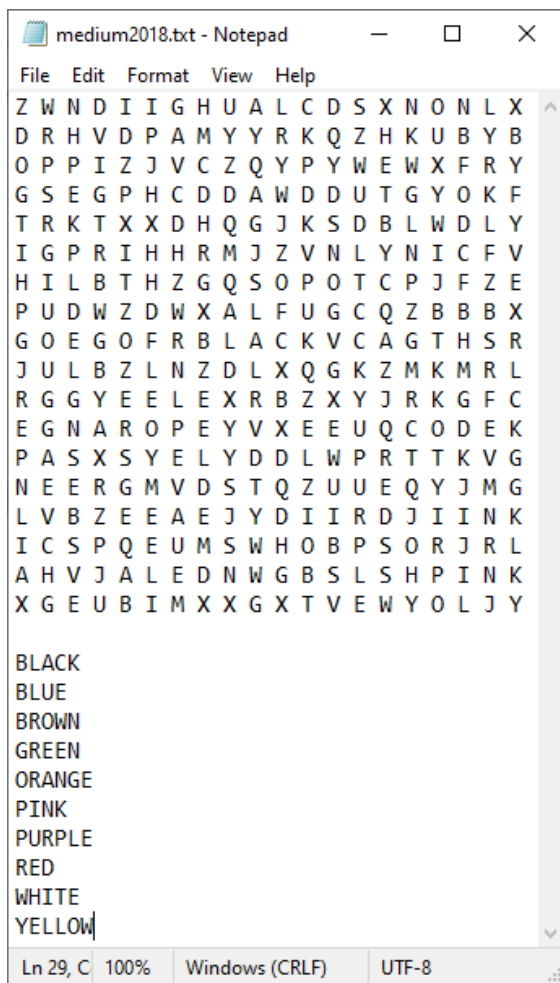 medium2018.txt - Notepad
File Edit Format View Help
Z W N D I I G H U A L C D S X N O N L X
D R H V D P A M Y Y R K Q Z H K U B Y B
O P P I Z J V C Z Q Y P Y W E W X F R Y
G S E G P H C D D A W D D U T G Y O K F
T R K T X X D H Q G J K S D B L W D L Y
I G P R I H H R M J Z V N L Y N I C F V
H I L B T H Z G Q S O P O T C P J F Z E
P U D W Z D W X A L F U G C Q Z B B B X
G O E G O F R B L A C K V C A G T H S R
J U L B Z L N Z D L X Q G K Z M K M R L
R G G Y E E L E X R B Z X Y J R K G F C
E G N A R O P E Y V X E E U Q C O D E K
P A S X S Y E L Y D D L W P R T T K V G
N E E R G M V D S T Q Z U U E Q Y J M G
L V B Z E E A E J Y D I I R D J I I N K
I C S P Q E U M S W H O B P S O R J R L
A H V J A L E D N W G B S L S H P I N K
X G E U B I M X X G X T V E W Y O L J Y
BLACK
BLUE
BROWN
GREEN
ORANGE
PINK
PURPLE
RED
WHITE
YELLOW
Ln 29, C 100% Windows (CRLF) UTF-8